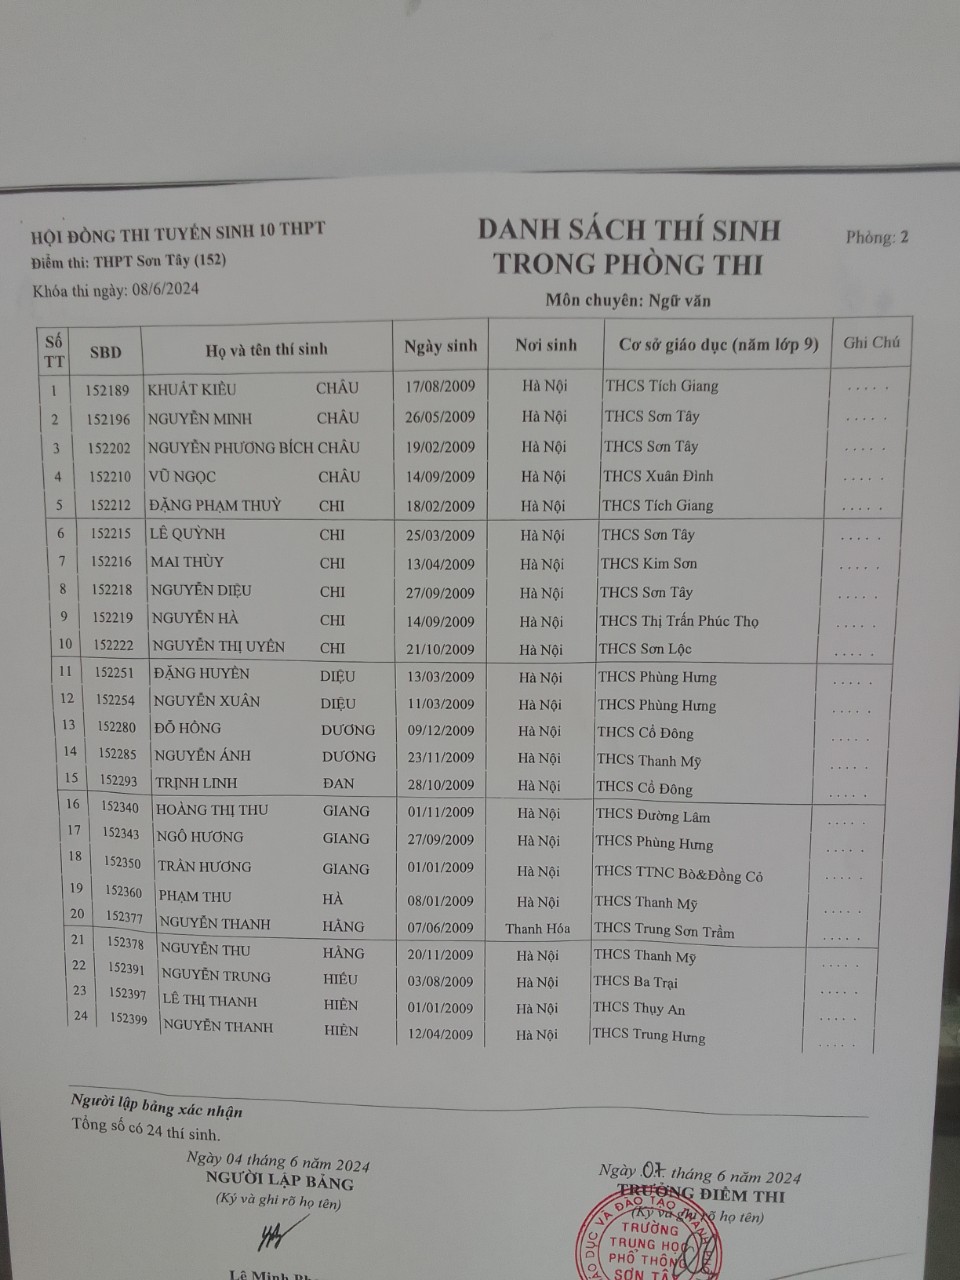 HỘI ĐỒNG THI TUYỂN SINH 10 THPT
Điểm thi: THPT Sơn Tây (152)
Khóa thi ngày: 08/6/2024
DANH SÁCH THÍ SINH
TRONG PHÒNG THI
Môn chuyên: Ngữ văn
Phòng: 2
Số TT SBD Họ và tên thí sinh Ngày sinh Nơi sinh Cơ sở giáo dục (năm lớp 9) Ghi Chú
1 152189 KHUẤT KIỀU CHÂU 17/08/2009 Hà Nội THCS Tích Giang .....
2 152196 NGUYỄN MINH CHÂU 26/05/2009 Hà Nội THCS Sơn Tây .....
3 152202 NGUYỄN PHƯƠNG BÍCH CHÂU 19/02/2009 Hà Nội THCS Sơn Tây .....
4 152210 VŨ NGỌC CHÂU 14/09/2009 Hà Nội THCS Xuân Đỉnh .....
5 152212 ĐẶNG PHẠM THUỲ CHI 18/02/2009 Hà Nội THCS Tích Giang .....
6 152215 LÊ QUỲNH CHI 25/03/2009 Hà Nội THCS Sơn Tây .....
7 152216 MAI THÙY CHI 13/04/2009 Hà Nội THCS Kim Sơn .....
8 152218 NGUYỄN DIỆU CHI 27/09/2009 Hà Nội THCS Sơn Tây .....
9 152219 NGUYỄN HÀ CHI 14/09/2009 Hà Nội THCS Thị Trấn Phúc Thọ .....
10 152222 NGUYỄN THỊ UYÊN CHI 21/10/2009 Hà Nội THCS Sơn Lộc .....
11 152251 ĐẶNG HUYỀN DIỆU 13/03/2009 Hà Nội THCS Phùng Hưng .....
12 152254 NGUYỄN XUÂN DIỆU 11/03/2009 Hà Nội THCS Phùng Hưng .....
13 152280 ĐỖ HỒNG DƯƠNG 09/12/2009 Hà Nội THCS Cổ Đông .....
14 152285 NGUYỄN ÁNH DƯƠNG 23/11/2009 Hà Nội THCS Thanh Mỹ .....
15 152293 TRỊNH LINH ĐAN 28/10/2009 Hà Nội THCS Cổ Đông .....
16 152340 HOÀNG THỊ THU GIANG 01/11/2009 Hà Nội THCS Đường Lâm .....
17 152343 NGÔ HƯƠNG GIANG 27/09/2009 Hà Nội THCS Phùng Hưng .....
18 152350 TRẦN HƯƠNG GIANG 01/01/2009 Hà Nội THCS TTNC Bò&Đồng Cỏ .....
19 152360 PHẠM THU HÀ 08/01/2009 Hà Nội THCS Thanh Mỹ .....
20 152377 NGUYỄN THANH HẰNG 07/06/2009 Thanh Hóa THCS Trung Sơn Trầm .....
21 152378 NGUYỄN THU HẰNG 20/11/2009 Hà Nội THCS Thanh Mỹ .....
22 152391 NGUYỄN TRUNG HIẾU 03/08/2009 Hà Nội THCS Ba Trại .....
23 152397 LÊ THỊ THANH HIỀN 01/01/2009 Hà Nội THCS Thụy An .....
24 152399 NGUYỄN THANH HIỀN 12/04/2009 Hà Nội THCS Trung Hưng .....
Người lập bảng xác nhận
Tổng số có 24 thí sinh.
Ngày 04 tháng 6 năm 2024
NGƯỜI LẬP BẢNG
(Ký và ghi rõ họ tên)
Lê Minh
Ngày 07 tháng 6 năm 2024
TRƯỞNG ĐIỂM THI
(Ký và ghi rõ họ tên)
TRƯỜNG
TRUNG HỌC
PHỔ THÔNG
SƠN TÂY